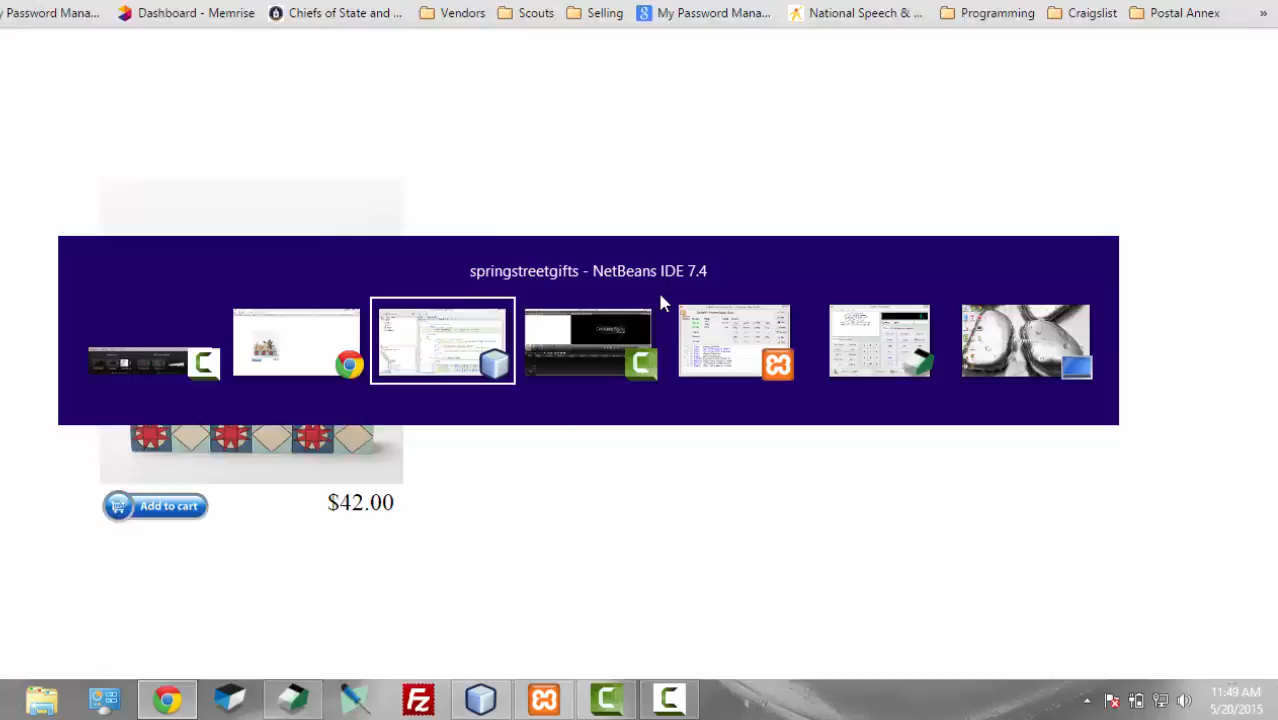 y Password Mana...
Dashboard - Memrise
Chiefs of State and ...
Vendors
Scouts
Selling
My Password Mana...
National Speech & ...
Programming
Craigslist
Postal Annex
»
springstreetgifts - NetBeans IDE 7.4
Add to cart
$42.00
11:49 AM
5/20/2015